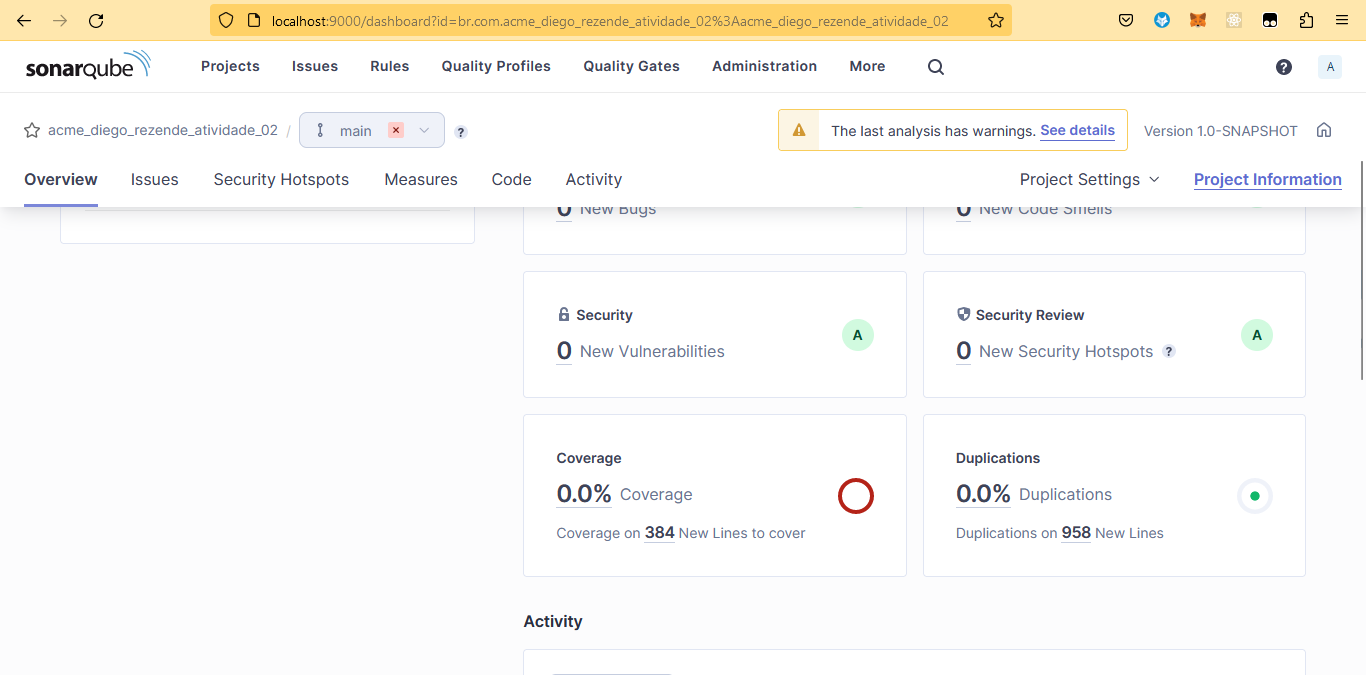 localhost:9000/dashboard?id=br.com.acme_diego_rezende_atividade_02%3Aacme_diego_rezende_atividade_02
sonarqube Projects Issues Rules Quality Profiles Quality Gates Administration More ? A
acme_diego_rezende_atividade_02 / main ? The last analysis has warnings. See details Version 1.0-SNAPSHOT
Overview Issues Security Hotspots Measures Code Activity Project Settings Project Information
0 New Bugs 0 New Code Smells
Security
0 New Vulnerabilities A
Security Review
0 New Security Hotspots ? A
Coverage
0.0% Coverage
Coverage on 384 New Lines to cover
Duplications
0.0% Duplications
Duplications on 958 New Lines
Activity